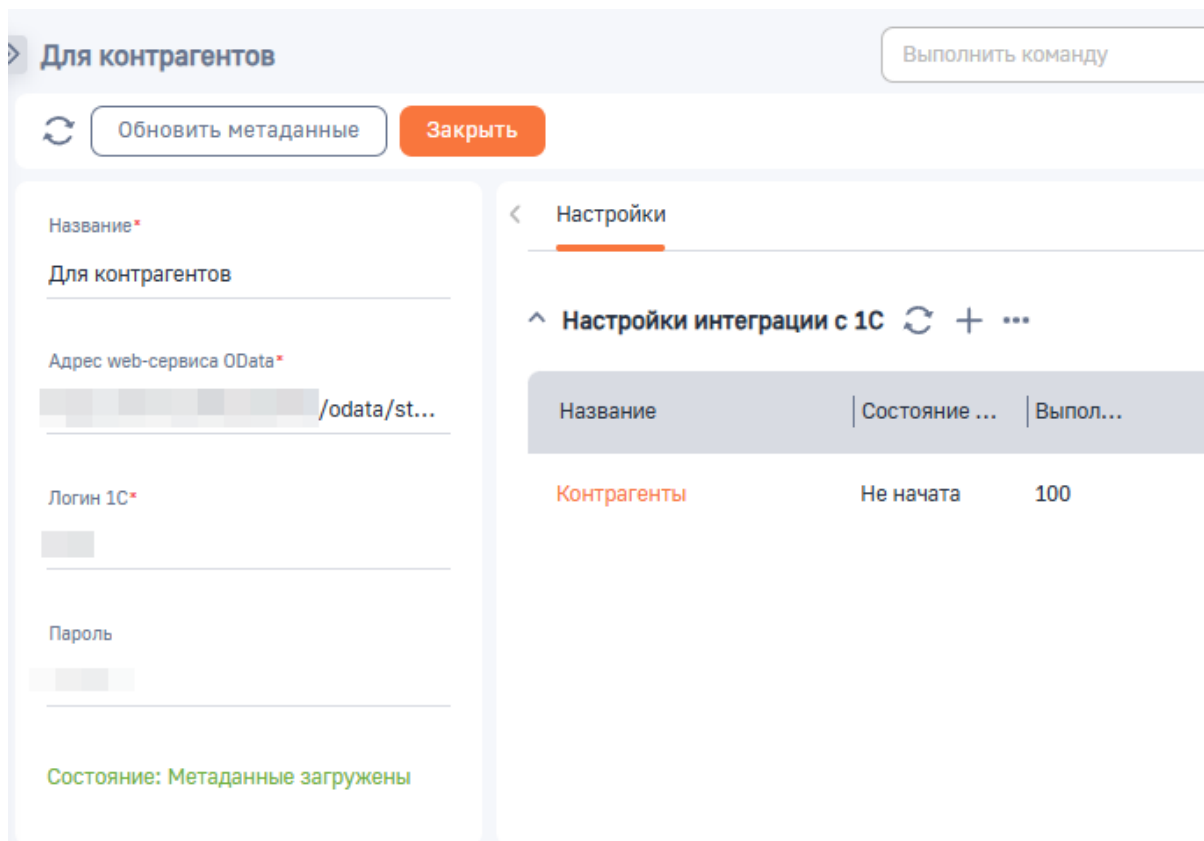 Для контрагентов
Выполнить команду
Обновить метаданные
Закрыть
Название*
Для контрагентов
Адрес web-сервиса OData*
/odata/st...
Логин 1С*
Пароль
Состояние: Метаданные загружены
Настройки
Настройки интеграции с 1С
Название
Состояние ...
Выпол...
Контрагенты
Не начата
100